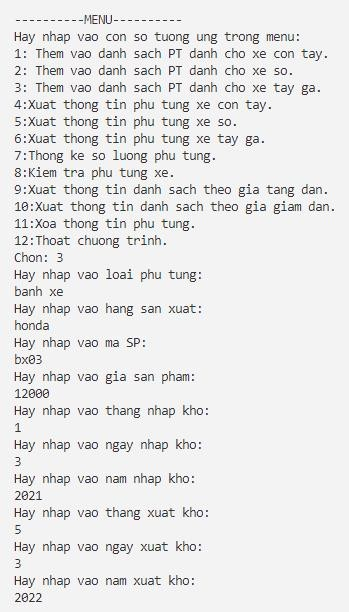 ----------MENU----------
Hay nhap vao con so tuong ung trong menu:
1: Them vao danh sach PT danh cho xe con tay.
2: Them vao danh sach PT danh cho xe so.
3: Them vao danh sach PT danh cho xe tay ga.
4:Xuat thong tin phu tung xe con tay.
5:Xuat thong tin phu tung xe so.
6:Xuat thong tin phu tung xe tay ga.
7:Thong ke so luong phu tung.
8:Kiem tra phu tung xe.
9:Xuat thong tin danh sach theo gia tang dan.
10:Xuat thong tin danh sach theo gia giam dan.
11:Xoa thong tin phu tung.
12:Thoat chuong trinh.
Chon: 3
Hay nhap vao loai phu tung:
banh xe
Hay nhap vao hang san xuat:
honda
Hay nhap vao ma SP:
bx03
Hay nhap vao gia san pham:
12000
Hay nhap vao thang nhap kho:
1
Hay nhap vao ngay nhap kho:
3
Hay nhap vao nam nhap kho:
2021
Hay nhap vao thang xuat kho:
5
Hay nhap vao ngay xuat kho:
3
Hay nhap vao nam xuat kho:
2022